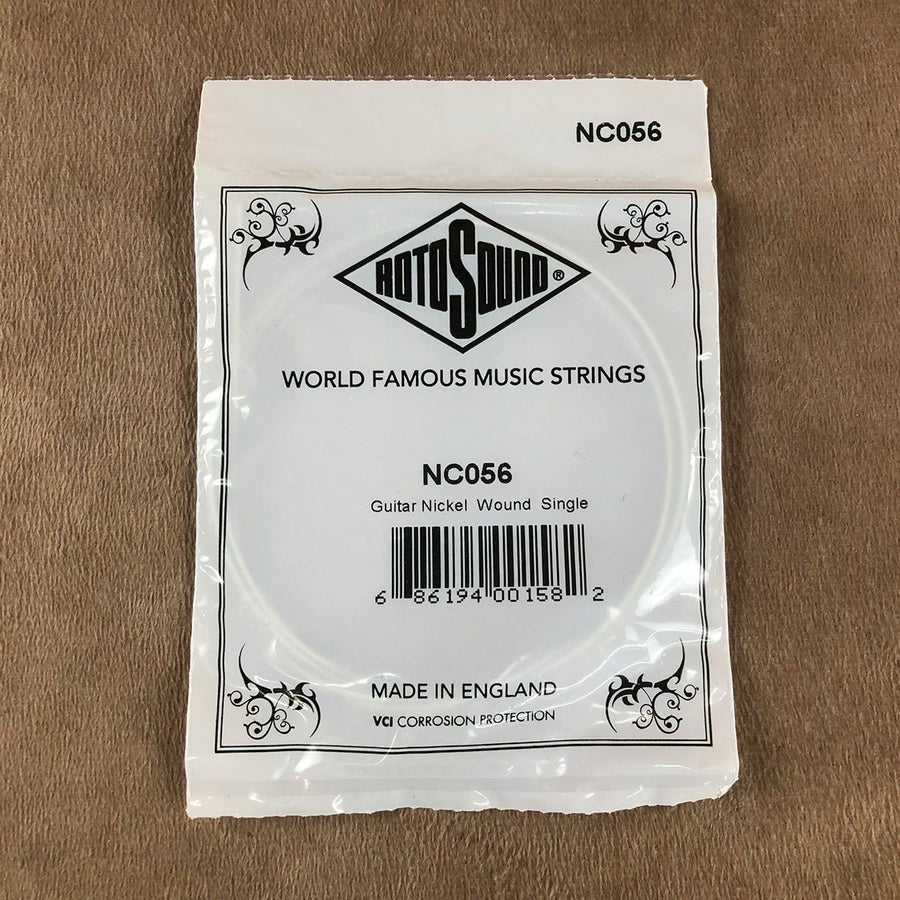 NC056
ROTOSOUND®
WORLD FAMOUS MUSIC STRINGS
NC056
Guitar Nickel Wound Single
6 86194 00158 2
MADE IN ENGLAND
VCI CORROSION PROTECTION